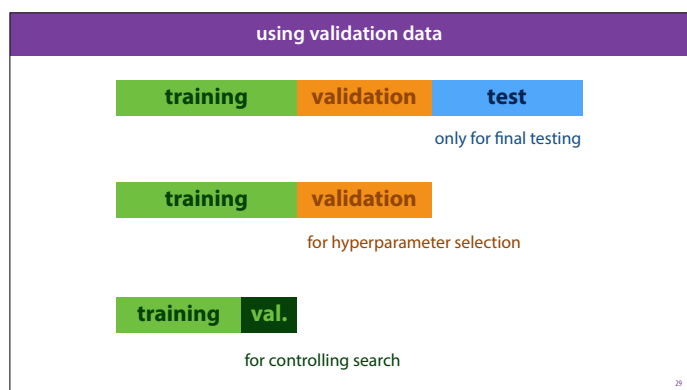 using validation data
training validation test
only for final testing
training validation
for hyperparameter selection
training val.
for controlling search
29